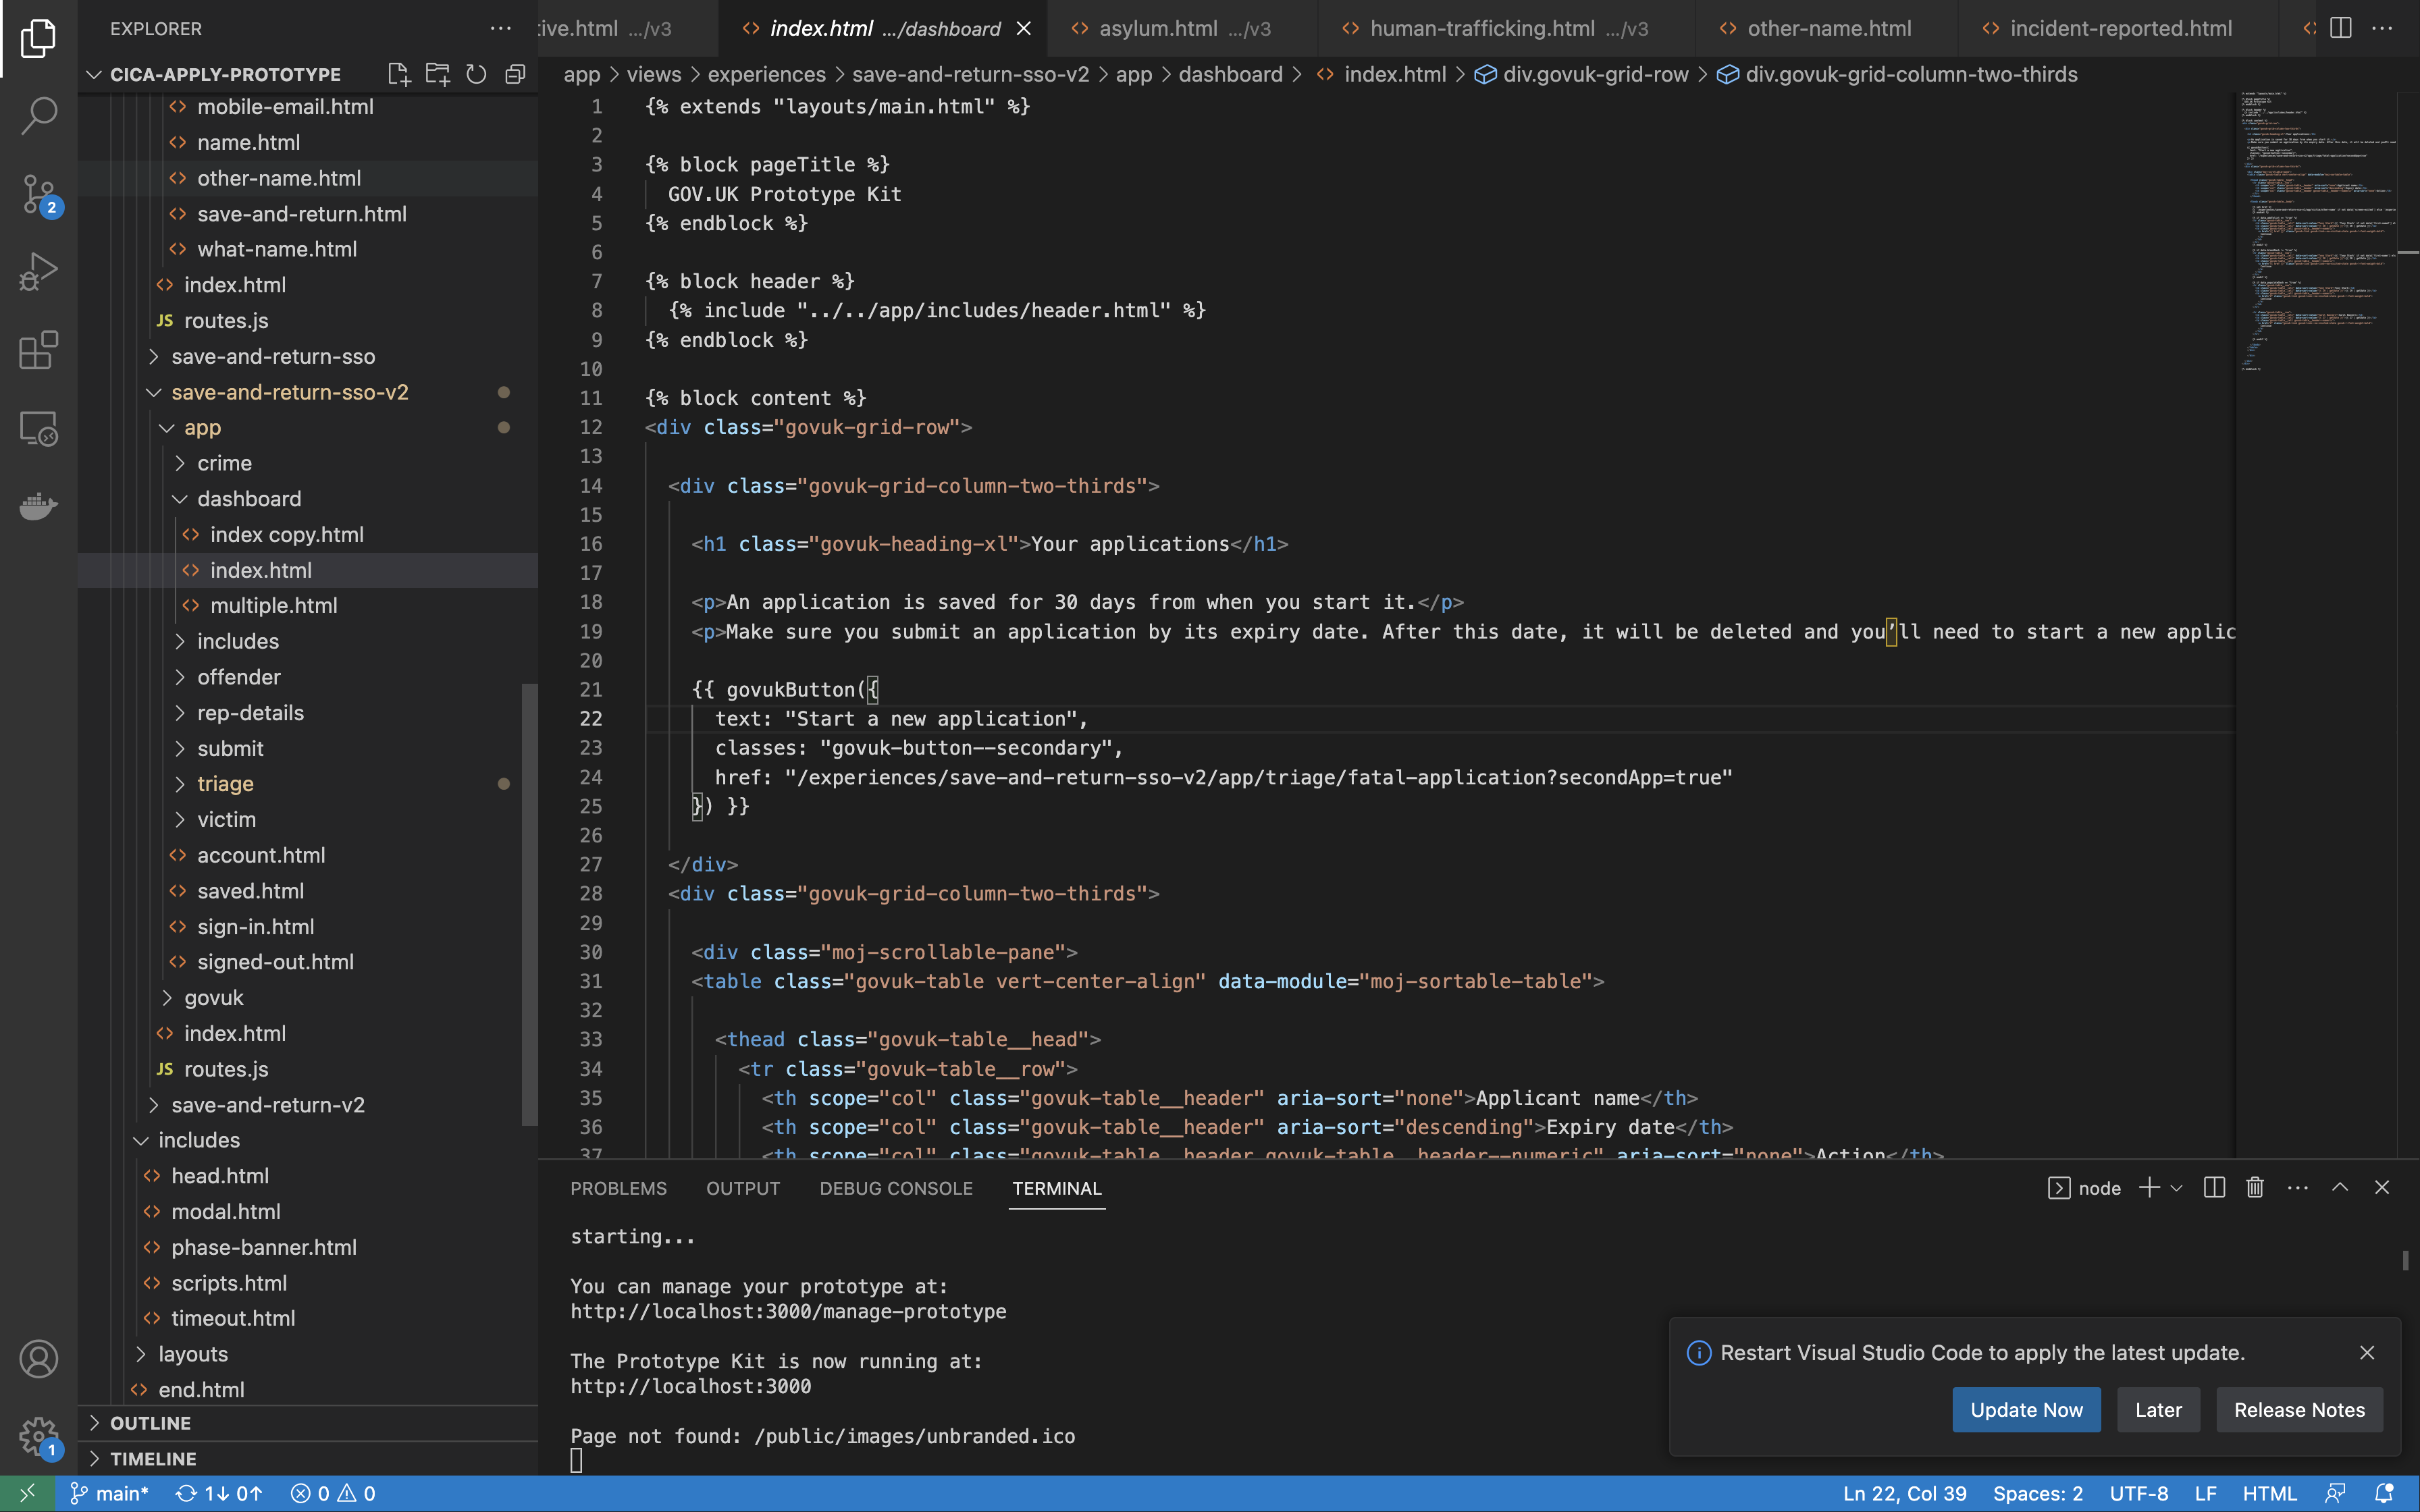 EXPLORER
CICA-APPLY-PROTOTYPE
mobile-email.html
name.html
other-name.html
save-and-return.html
what-name.html
index.html
JS routes.js
save-and-return-sso
save-and-return-sso-v2
app
crime
dashboard
index copy.html
index.html
multiple.html
includes
offender
rep-details
submit
triage
victim
account.html
saved.html
sign-in.html
signed-out.html
govuk
index.html
JS routes.js
save-and-return-v2
includes
head.html
modal.html
phase-banner.html
scripts.html
timeout.html
layouts
end.html
OUTLINE
TIMELINE
2
1
tive.html .../v3
index.html .../dashboard
asylum.html .../v3
human-trafficking.html .../v3
other-name.html
incident-reported.html
app > views > experiences > save-and-return-sso-v2 > app > dashboard > index.html > div.govuk-grid-row > div.govuk-grid-column-two-thirds
1 {% extends "layouts/main.html" %}
2
3 {% block pageTitle %}
4 GOV.UK Prototype Kit
5 {% endblock %}
6
7 {% block header %}
8 {% include "../../app/includes/header.html" %}
9 {% endblock %}
10
11 {% block content %}
12 <div class="govuk-grid-row">
13
14 <div class="govuk-grid-column-two-thirds">
15
16 <h1 class="govuk-heading-xl">Your applications</h1>
17
18 <p>An application is saved for 30 days from when you start it.</p>
19 <p>Make sure you submit an application by its expiry date. After this date, it will be deleted and you’ll need to start a new applic
20
21 {{ govukButton({
22 text: "Start a new application",
23 classes: "govuk-button--secondary",
24 href: "/experiences/save-and-return-sso-v2/app/triage/fatal-application?secondApp=true"
25 }) }}
26
27 </div>
28 <div class="govuk-grid-column-two-thirds">
29
30 <div class="moj-scrollable-pane">
31 <table class="govuk-table vert-center-align" data-module="moj-sortable-table">
32
33 <thead class="govuk-table__head">
34 <tr class="govuk-table__row">
35 <th scope="col" class="govuk-table__header" aria-sort="none">Applicant name</th>
36 <th scope="col" class="govuk-table__header" aria-sort="descending">Expiry date</th>
37 <th scope="col" class="govuk-table__header govuk-table__header--numeric" aria-sort="none">Action</th>
PROBLEMS OUTPUT DEBUG CONSOLE TERMINAL
node
starting...
You can manage your prototype at:
http://localhost:3000/manage-prototype
The Prototype Kit is now running at:
http://localhost:3000
Page not found: /public/images/unbranded.ico
Restart Visual Studio Code to apply the latest update.
Update Now
Later
Release Notes
main* 1↓ 0↑ 0 0
Ln 22, Col 39 Spaces: 2 UTF-8 LF HTML